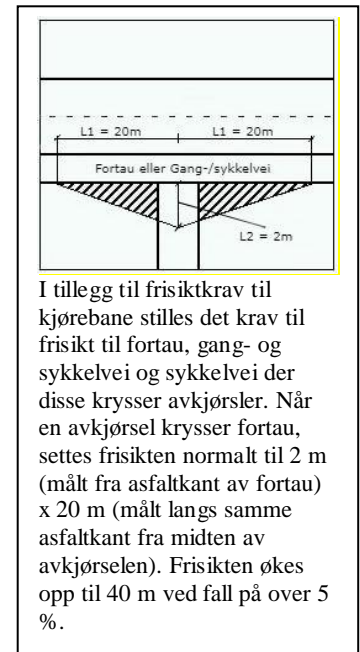 L1 = 20m L1 = 20m
Fortau eller Gang-/sykkelvei
L2 = 2m
I tillegg til frisiktkrav til
kjørebane stilles det krav til
frisikt til fortau, gang- og
sykkelvei og sykkelvei der
disse krysser avkjørsler. Når
en avkjørsel krysser fortau,
settes frisikten normalt til 2 m
(målt fra asfaltkant av fortau)
x 20 m (målt langs samme
asfaltkant fra midten av
avkjørselen). Frisikten økes
opp til 40 m ved fall på over 5
%.